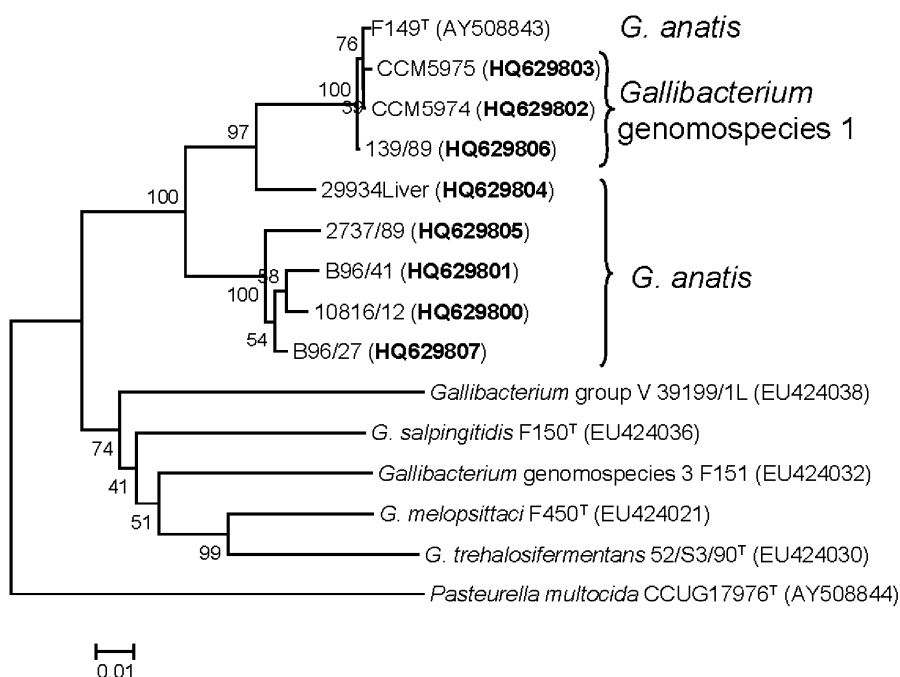 76
F149ᵀ (AY508843)
G. anatis
CCM5975 (HQ629803)
100
39
CCM5974 (HQ629802)
Gallibacterium
genomospecies 1
97
139/89 (HQ629806)
100
29934Liver (HQ629804)
2737/89 (HQ629805)
58
B96/41 (HQ629801)
G. anatis
100
10816/12 (HQ629800)
54
B96/27 (HQ629807)
Gallibacterium group V 39199/1L (EU424038)
74
G. salpingitidis F150ᵀ (EU424036)
41
Gallibacterium genomospecies 3 F151 (EU424032)
51
G. melopsittaci F450ᵀ (EU424021)
99
G. trehalosifermentans 52/S3/90ᵀ (EU424030)
Pasteurella multocida CCUG17976ᵀ (AY508844)
0.01